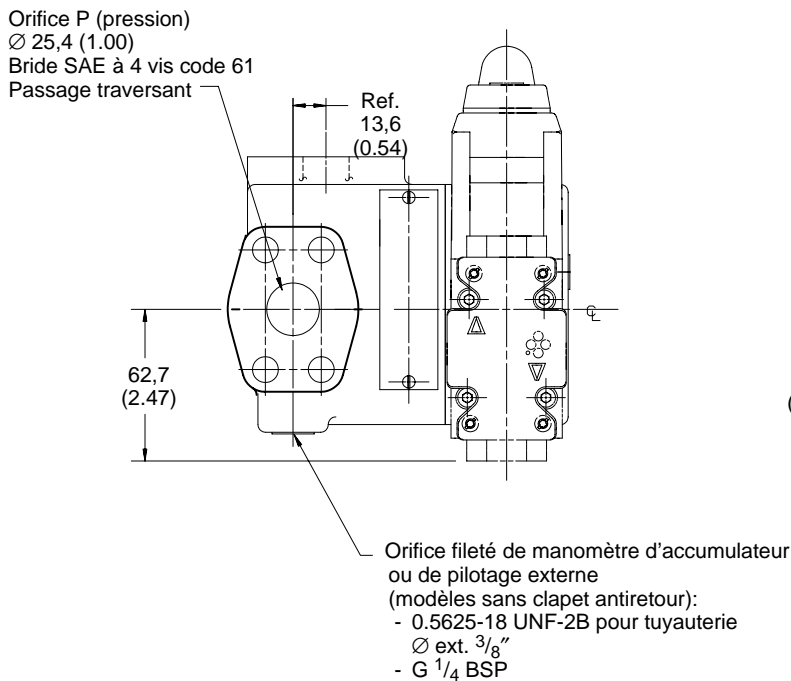 Orifice P (pression)
∅ 25,4 (1.00)
Bride SAE à 4 vis code 61
Passage traversant
Ref.
13,6
(0.54)
℄
62,7
(2.47)
(
Orifice fileté de manomètre d’accumulateur
ou de pilotage externe
(modèles sans clapet antiretour):
- 0.5625-18 UNF-2B pour tuyauterie
∅ ext. 3/8″
- G 1/4 BSP